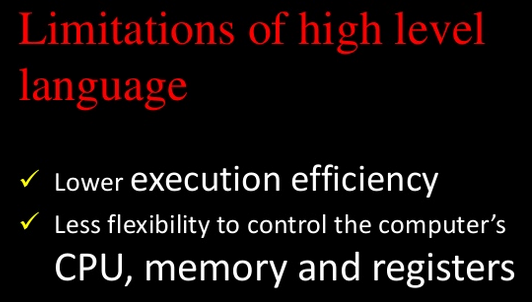 Limitations of high level
language
✓ Lower execution efficiency
✓ Less flexibility to control the computer’s
CPU, memory and registers